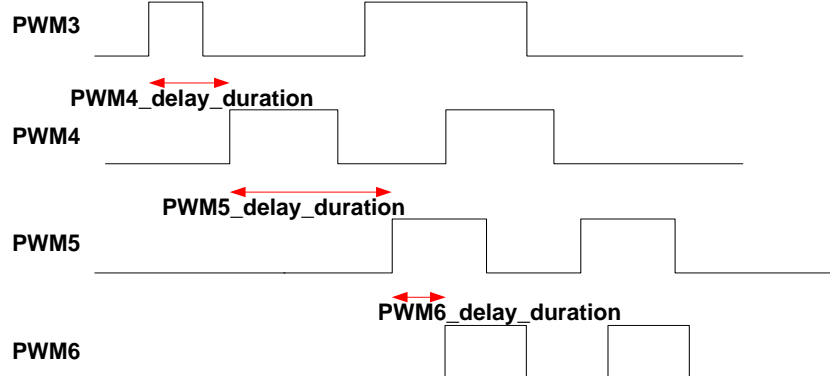 PWM3
PWM4_delay_duration
PWM4
PWM5_delay_duration
PWM5
PWM6_delay_duration
PWM6